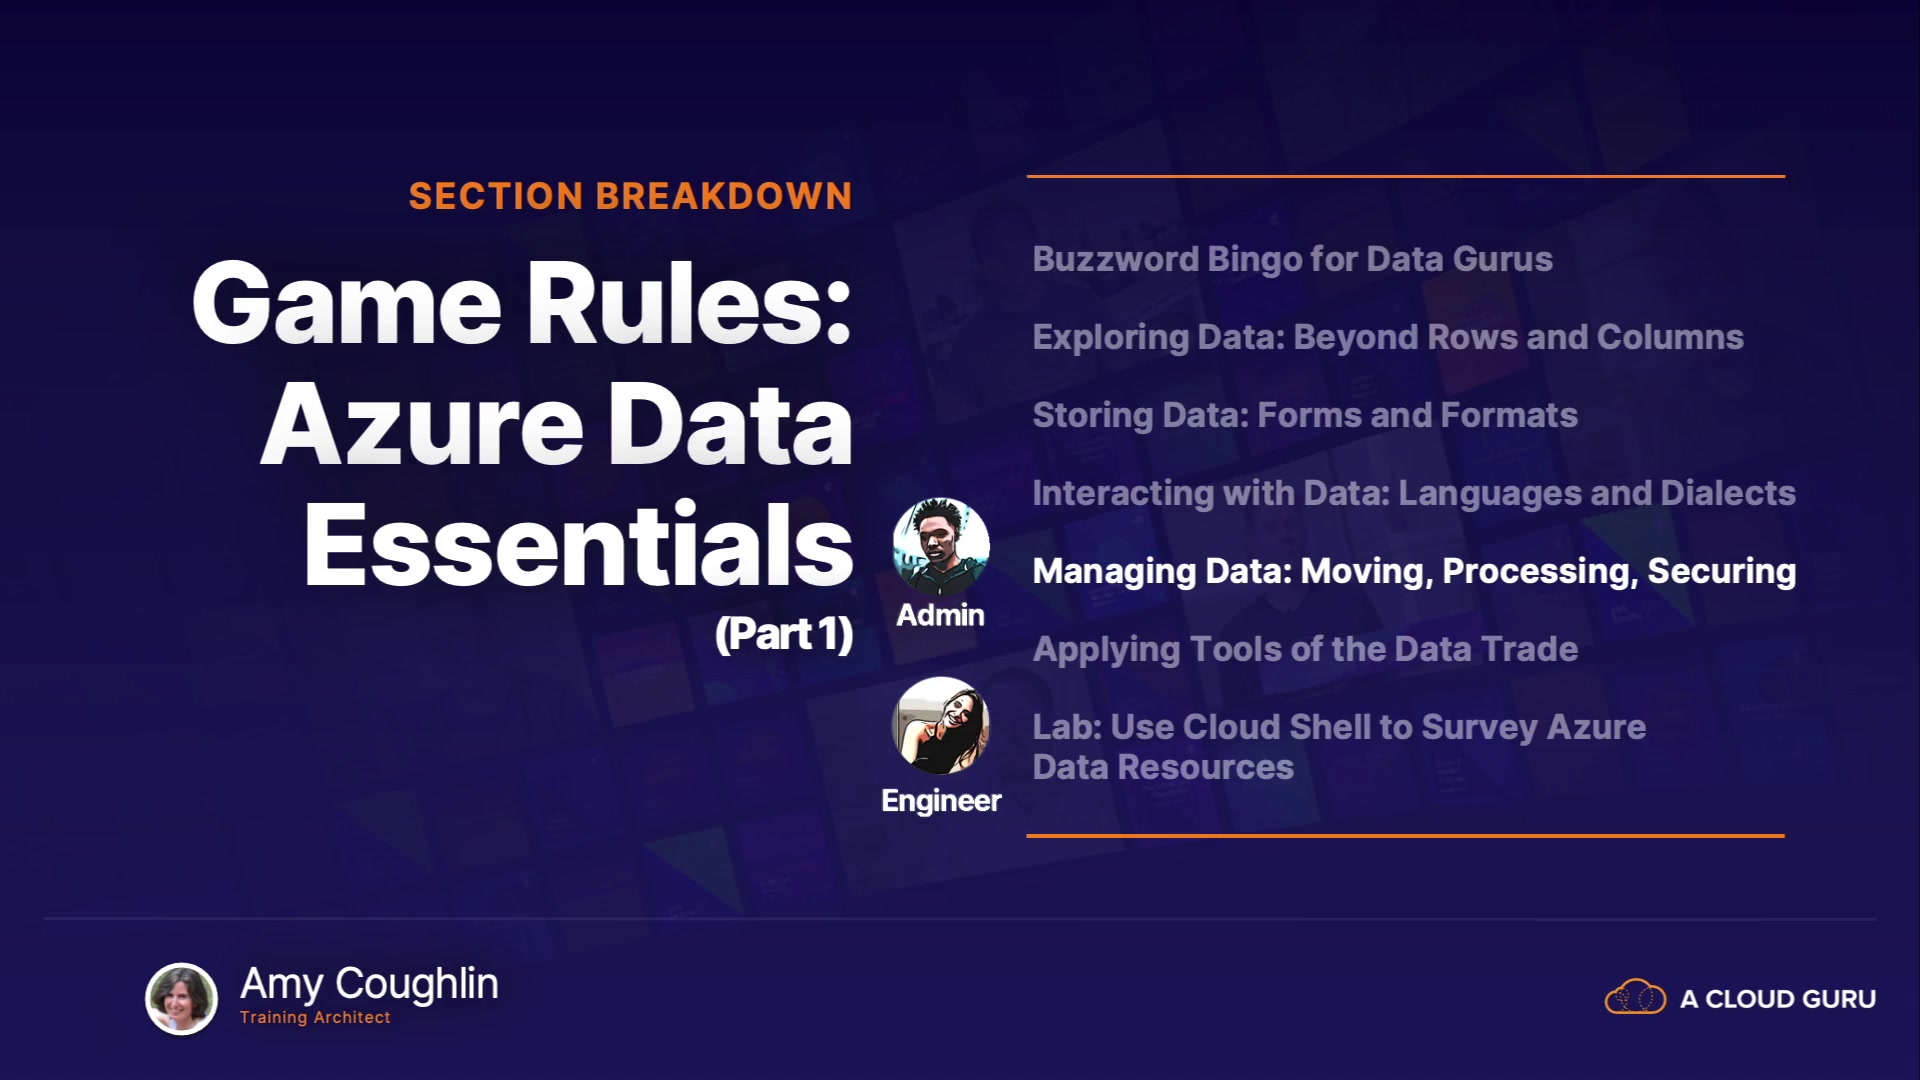 SECTION BREAKDOWN
Game Rules:
Azure Data
Essentials
(Part 1)
Admin
Engineer
Buzzword Bingo for Data Gurus
Exploring Data: Beyond Rows and Columns
Storing Data: Forms and Formats
Interacting with Data: Languages and Dialects
Managing Data: Moving, Processing, Securing
Applying Tools of the Data Trade
Lab: Use Cloud Shell to Survey Azure
Data Resources
Amy Coughlin
Training Architect
A CLOUD GURU